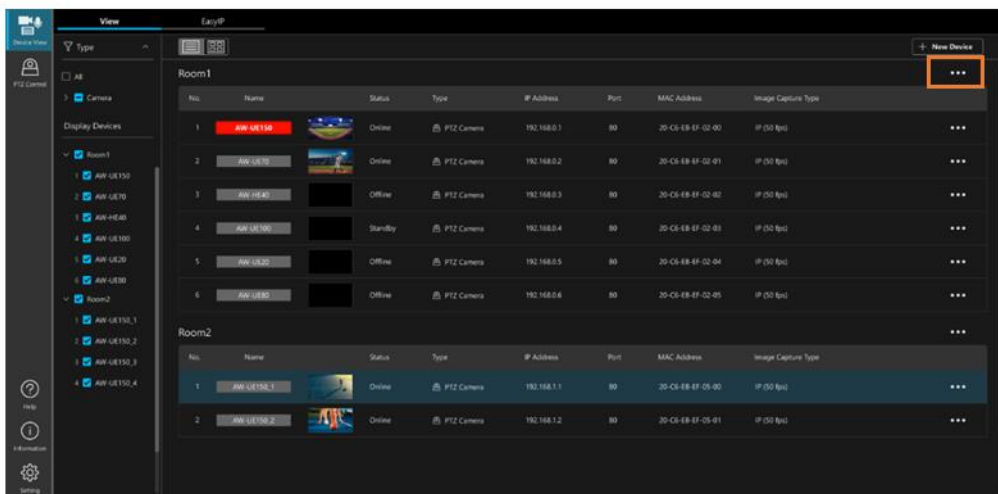 View
EasyIP
Device View
PTZ Control
Type
All
Camera
Display Devices
Room1
1 AW-UE150
2 AW-UE70
3 AW-HE40
4 AW-UE100
5 AW-UE20
6 AW-UE80
Room2
1 AW-UE150_1
2 AW-UE150_2
3 AW-UE150_3
4 AW-UE150_4
Help
Information
Setting
+ New Device
Room1
No. Name Status Type IP Address Port MAC Address Image Capture Type
1 AW-UE150 Online PTZ Camera 192.168.0.1 80 20-C6-EB-EF-02-00 IP (50 fps)
2 AW-UE70 Online PTZ Camera 192.168.0.2 80 20-C6-EB-EF-02-01 IP (50 fps)
3 AW-HE40 Offline PTZ Camera 192.168.0.3 80 20-C6-EB-EF-02-02 IP (50 fps)
4 AW-UE100 Standby PTZ Camera 192.168.0.4 80 20-C6-EB-EF-02-03 IP (50 fps)
5 AW-UE20 Offline PTZ Camera 192.168.0.5 80 20-C6-EB-EF-02-04 IP (50 fps)
6 AW-UE80 Offline PTZ Camera 192.168.0.6 80 20-C6-EB-EF-02-05 IP (50 fps)
Room2
No. Name Status Type IP Address Port MAC Address Image Capture Type
1 AW-UE150_1 Online PTZ Camera 192.168.1.1 80 20-C6-EB-EF-05-00 IP (50 fps)
2 AW-UE150_2 Online PTZ Camera 192.168.1.2 80 20-C6-EB-EF-05-01 IP (50 fps)